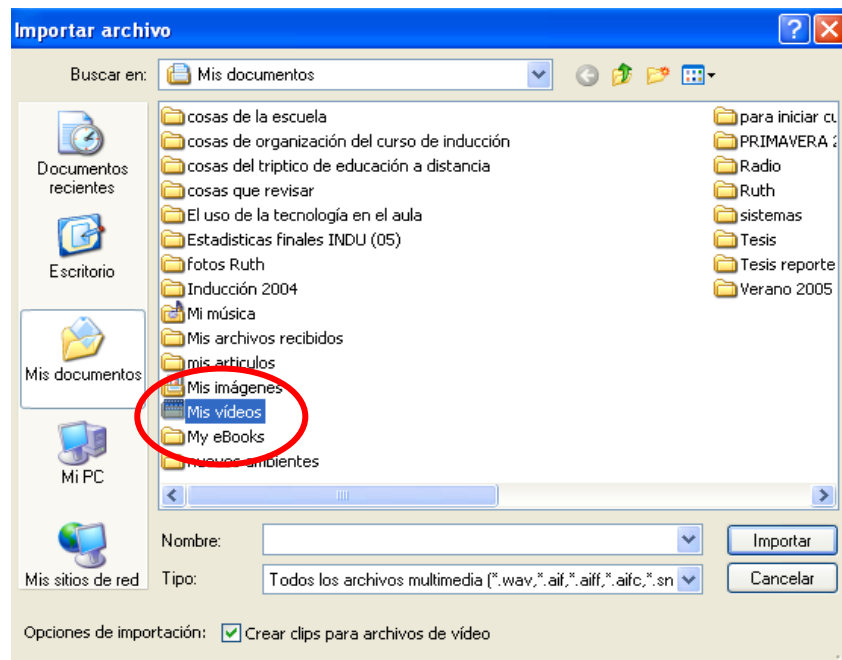 Importar archivo
Buscar en: Mis documentos
Documentos recientes
Escritorio
Mis documentos
Mi PC
Mis sitios de red
cosas de la escuela
cosas de organización del curso de inducción
cosas del triptico de educación a distancia
cosas que revisar
El uso de la tecnología en el aula
Estadisticas finales INDU (05)
fotos Ruth
Inducción 2004
Mi música
Mis archivos recibidos
mis articulos
Mis imágenes
Mis vídeos
My eBooks
nuevos ambientes
para iniciar cu
PRIMAVERA 2
Radio
Ruth
sistemas
Tesis
Tesis reporte
Verano 2005
Nombre:
Importar
Tipo: Todos los archivos multimedia (*.wav,*.aif,*.aiff,*.aifc,*.sn
Cancelar
Opciones de importación: Crear clips para archivos de vídeo